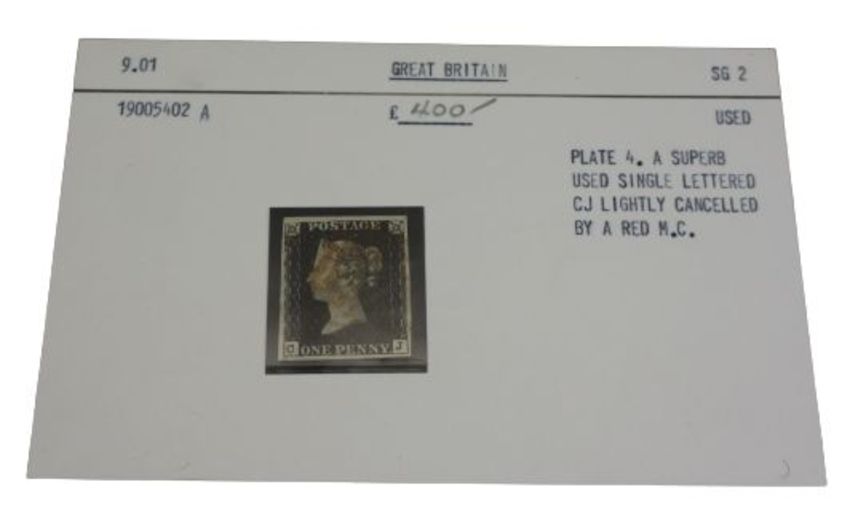 9.01 GREAT BRITAIN SG 2
19005402 A £ 400/ USED
PLATE 4. A SUPERB
USED SINGLE LETTERED
CJ LIGHTLY CANCELLED
BY A RED M.C.
POSTAGE
C ONE PENNY J